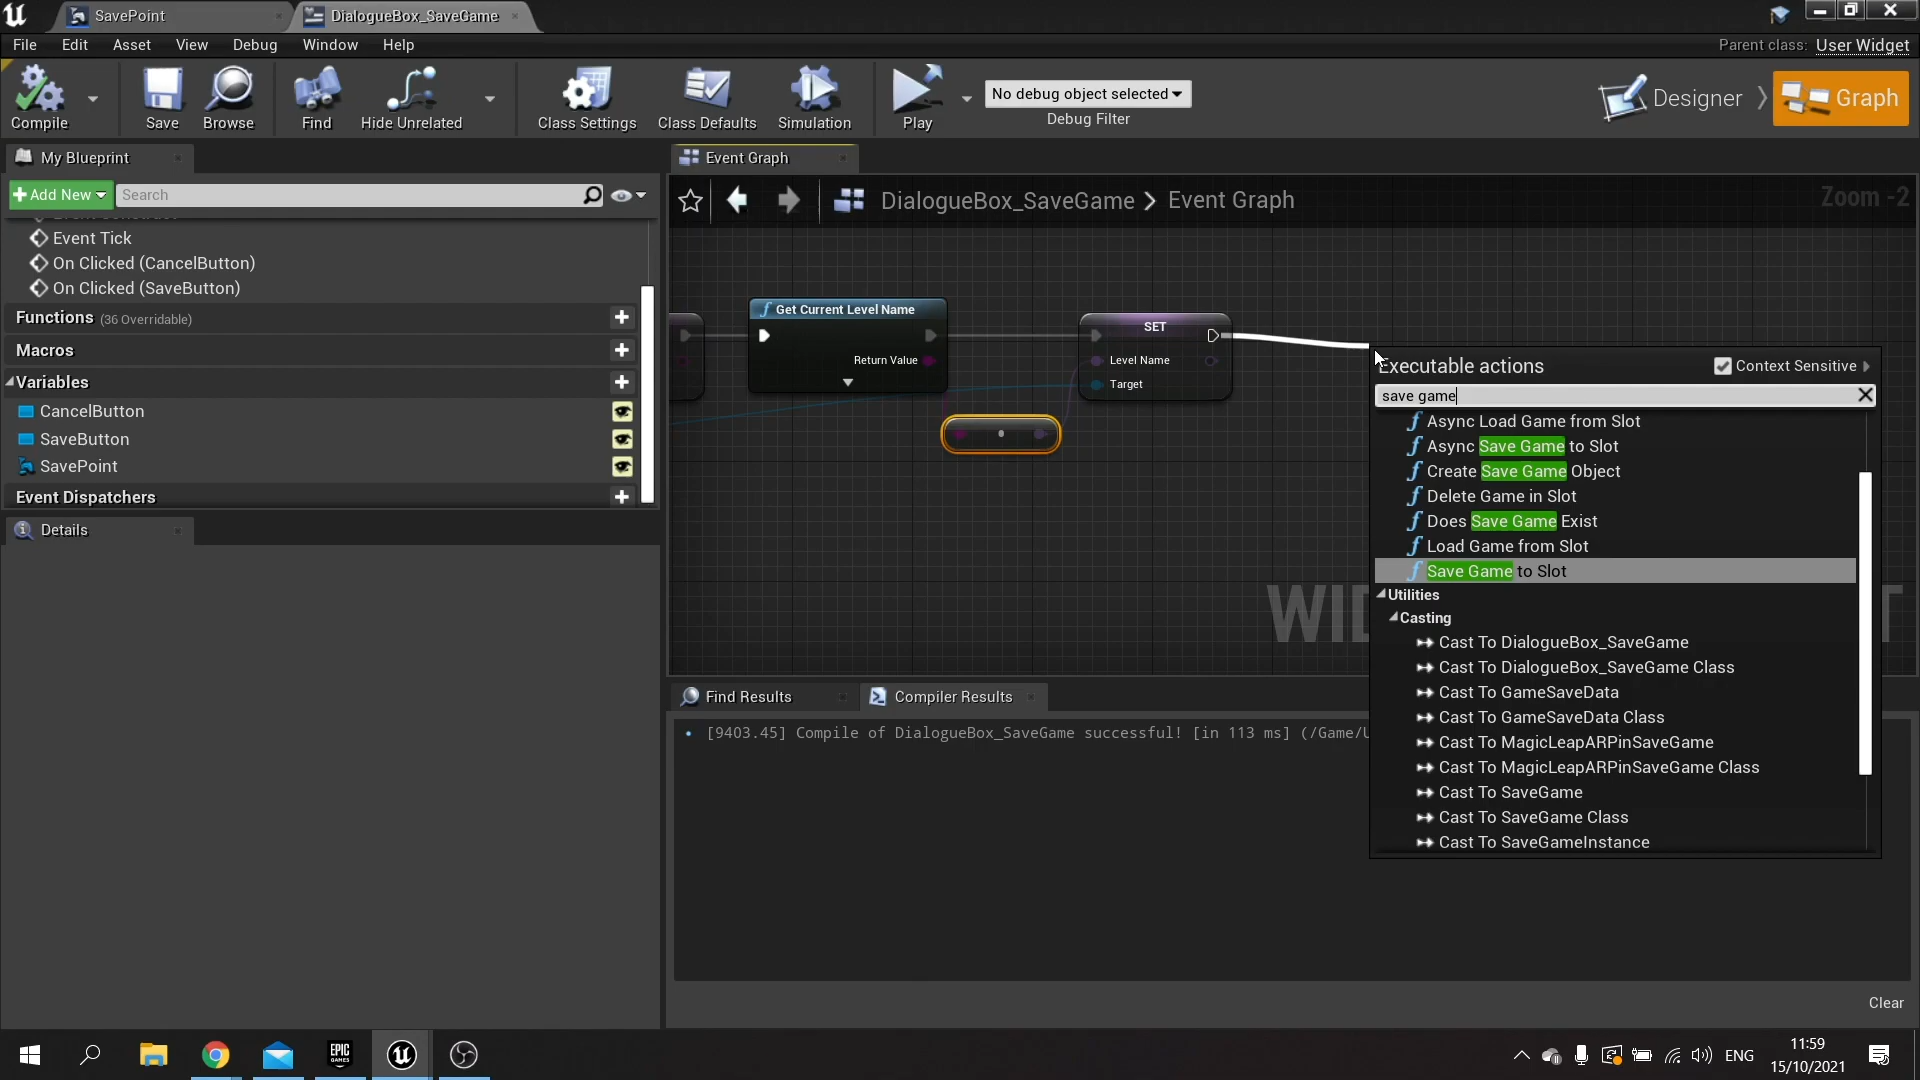 SavePoint
DialogueBox_SaveGame
File Edit Asset View Debug Window Help
Parent class: User Widget
Compile
Save
Browse
Find
Hide Unrelated
Class Settings
Class Defaults
Simulation
Play
No debug object selected
Debug Filter
Designer
Graph
My Blueprint
Add New
Search
Event Tick
On Clicked (CancelButton)
On Clicked (SaveButton)
Functions (36 Overridable)
Macros
Variables
CancelButton
SaveButton
SavePoint
Event Dispatchers
Details
Event Graph
DialogueBox_SaveGame > Event Graph
Zoom -2
Get Current Level Name
Return Value
SET
Level Name
Target
Executable actions
Context Sensitive
save game
Async Load Game from Slot
Async Save Game to Slot
Create Save Game Object
Delete Game in Slot
Does Save Game Exist
Load Game from Slot
Save Game to Slot
Utilities
Casting
Cast To DialogueBox_SaveGame
Cast To DialogueBox_SaveGame Class
Cast To GameSaveData
Cast To GameSaveData Class
Cast To MagicLeapARPinSaveGame
Cast To MagicLeapARPinSaveGame Class
Cast To SaveGame
Cast To SaveGame Class
Cast To SaveGameInstance
Find Results
Compiler Results
[9403.45] Compile of DialogueBox_SaveGame successful! [in 113 ms] (/Game/U
Clear
EPIC
GAMES
ENG
11:59
15/10/2021